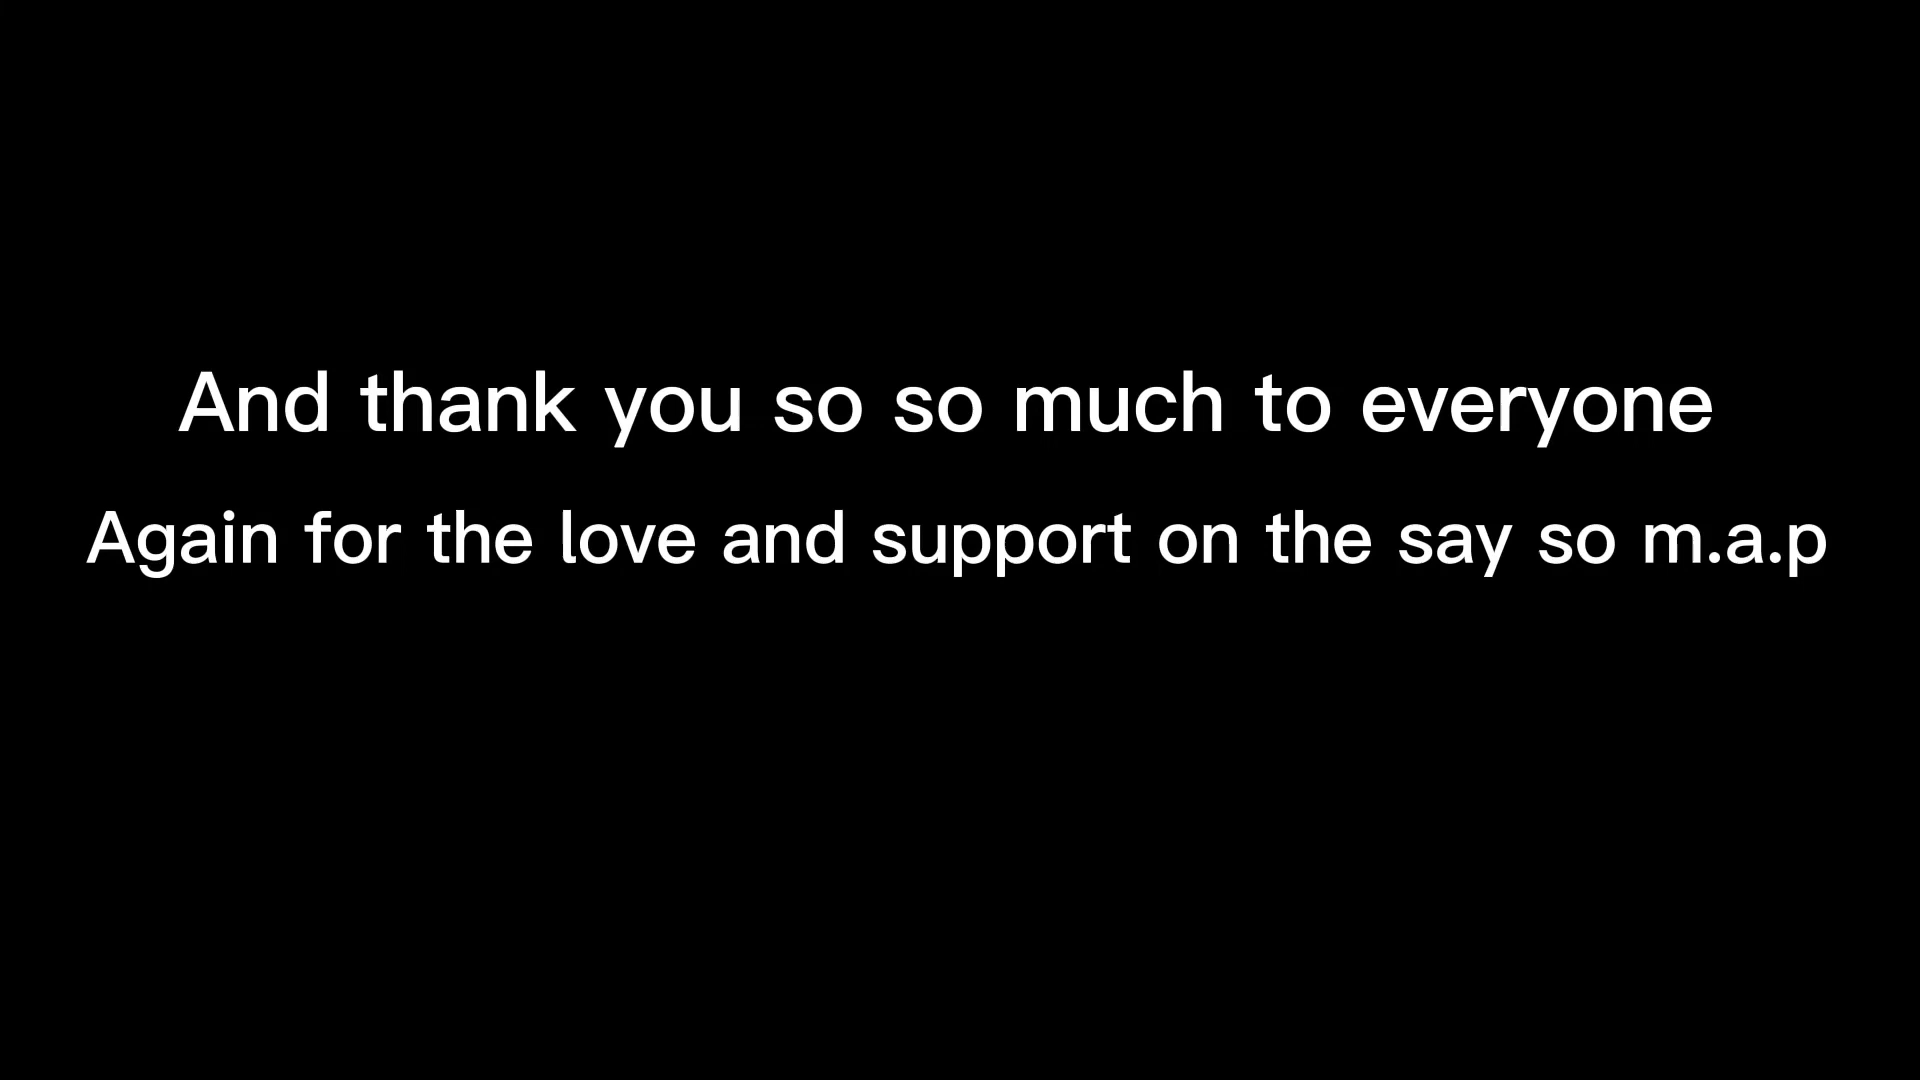 And thank you so so much to everyone
Again for the love and support on the say so m.a.p